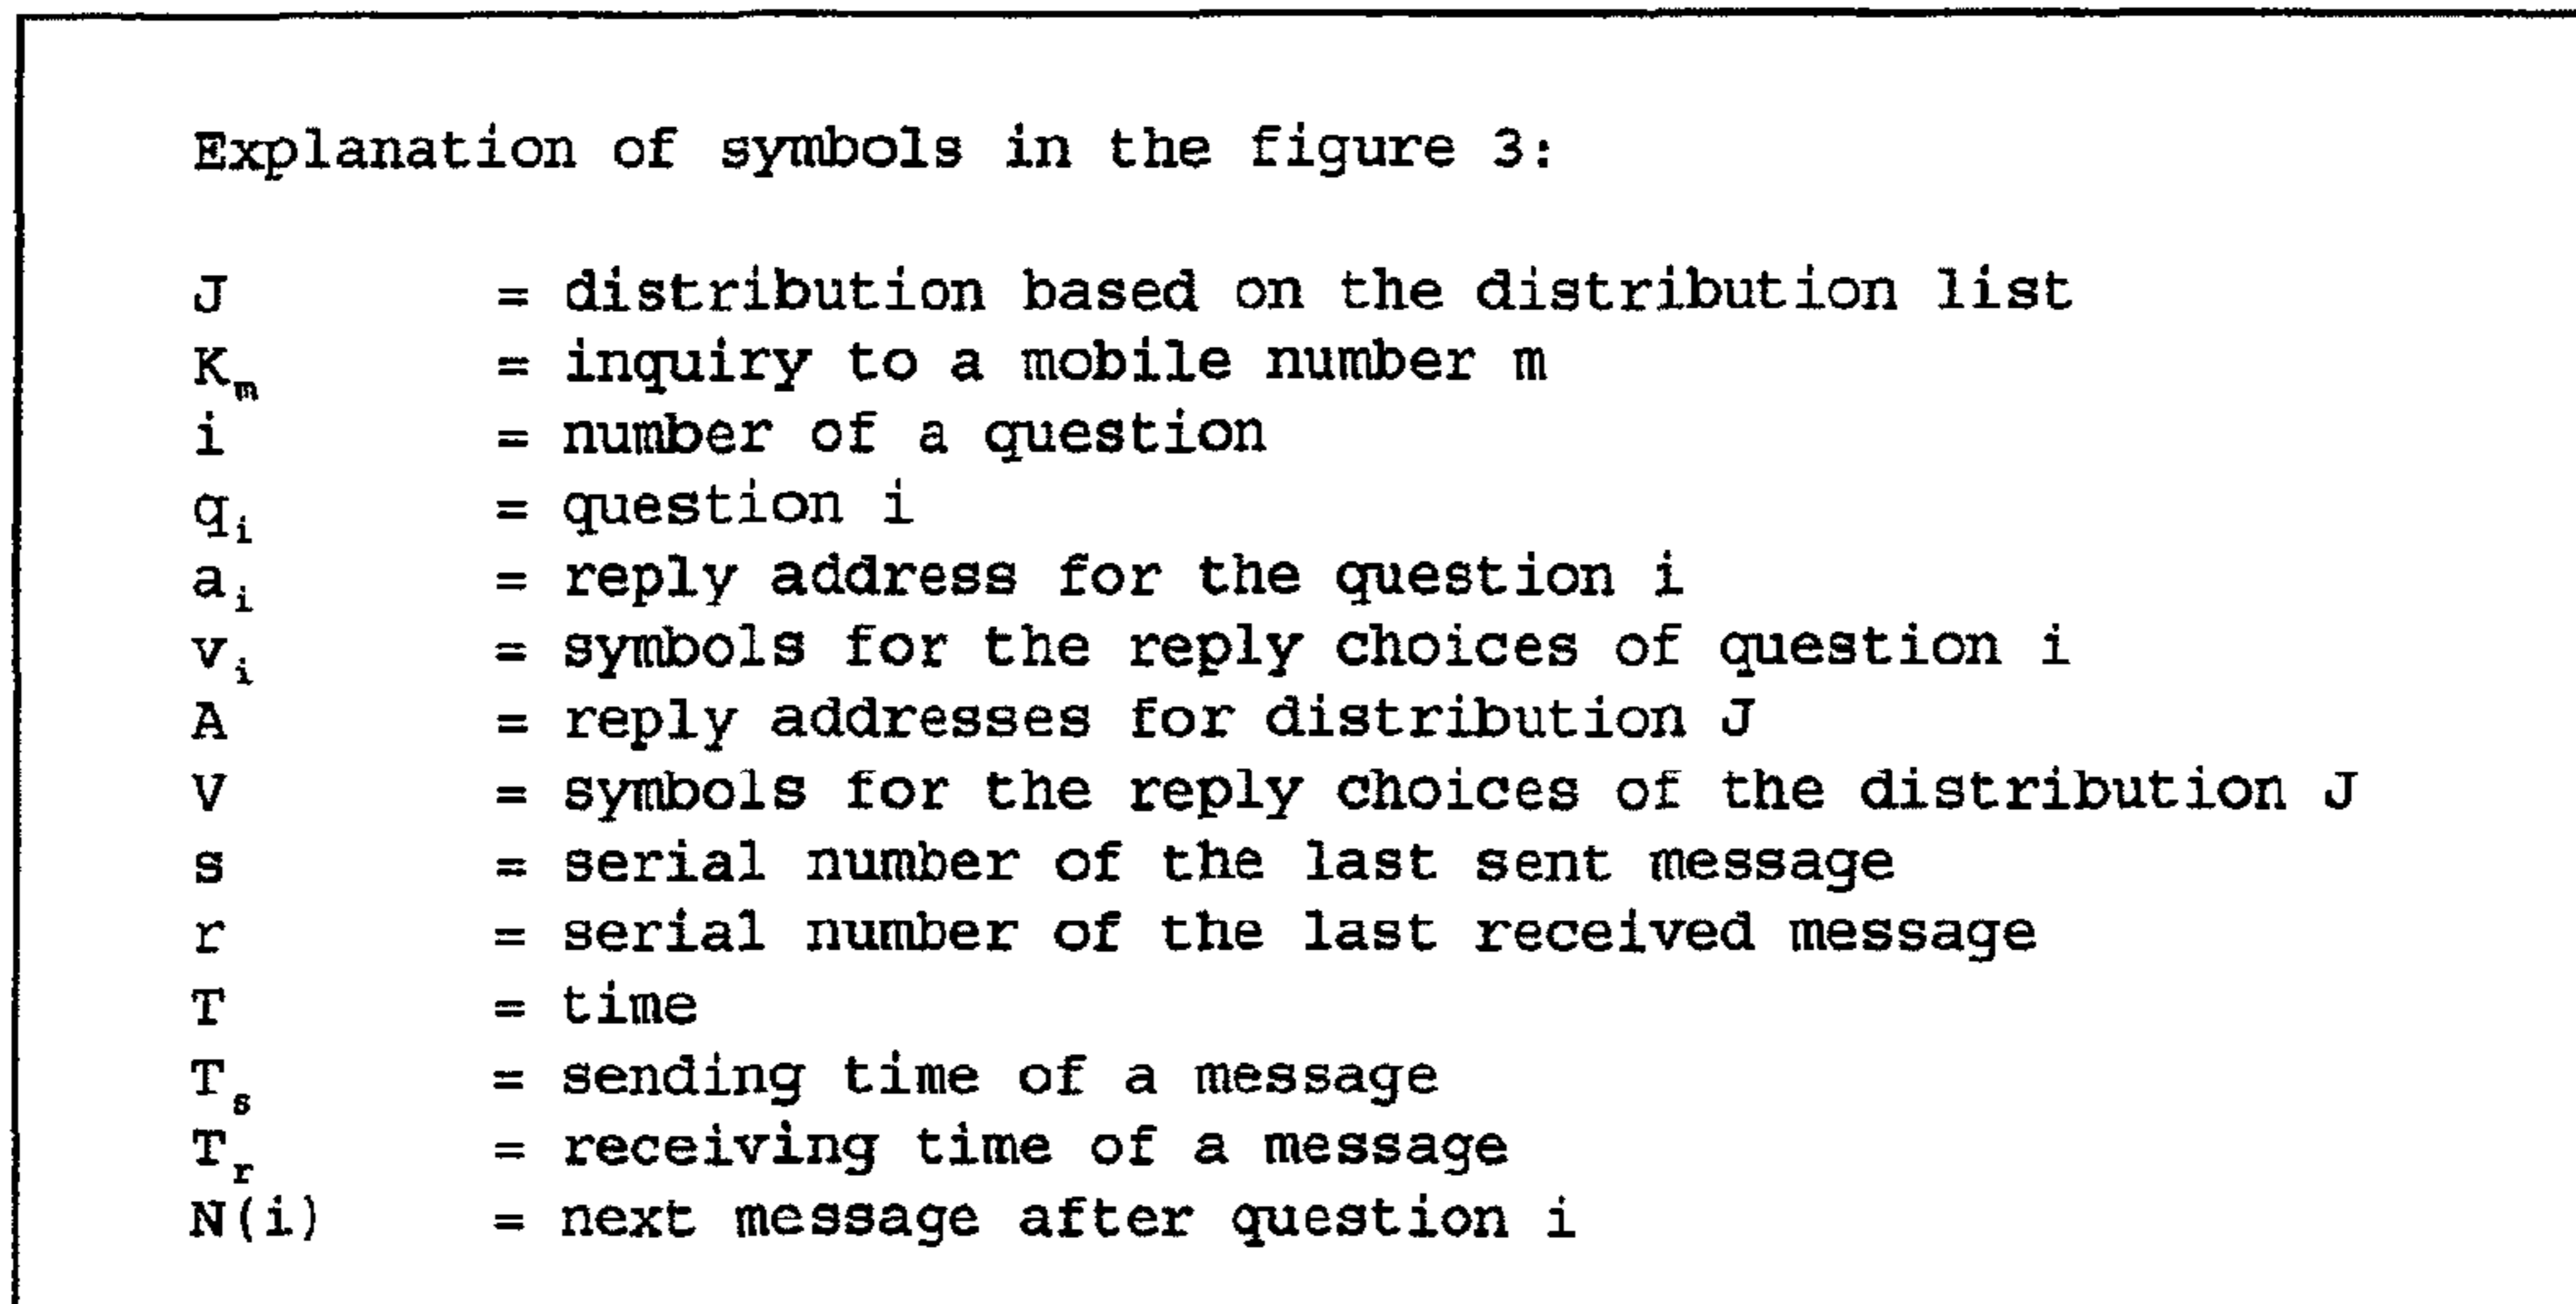 Explanation of symbols in the figure 3:
J = distribution based on the distribution list
Kₘ = inquiry to a mobile number m
i = number of a question
qᵢ = question i
aᵢ = reply address for the question i
vᵢ = symbols for the reply choices of question i
A = reply addresses for distribution J
V = symbols for the reply choices of the distribution J
s = serial number of the last sent message
r = serial number of the last received message
T = time
Tₛ = sending time of a message
Tᵣ = receiving time of a message
N(i) = next message after question i